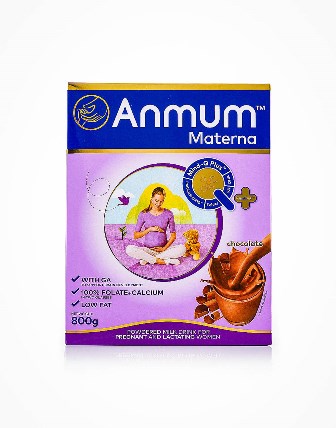 Anmum™
Materna
Mind-Q Plus™
chocolate
WITH GA
100% FOLATE+CALCIUM
LOW FAT
800g
POWDERED MILK DRINK FOR
PREGNANT AND LACTATING WOMEN